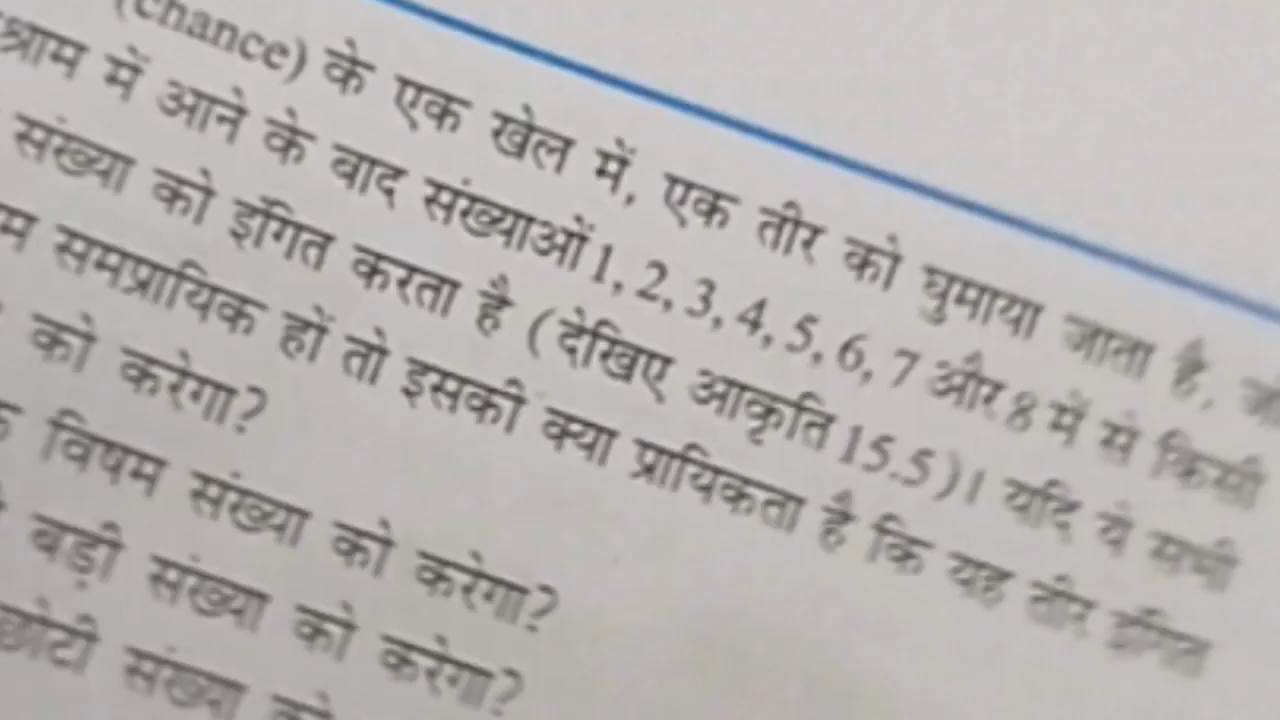 (chance) के एक खेल में, एक तीर को घुमाया जाता है,
में आने के बाद संख्याओं 1, 2, 3, 4, 5, 6, 7 और 8 में से किसी
संख्या को इंगित करता है (देखिए आकृति 15.5)। यदि ये सभी
समप्रायिक हों तो इसकी क्या प्रायिकता है कि यह तीर इंगित
को करेगा?
विषम संख्या को करेगा?
बड़ी संख्या को करेगा?
छोटी संख्या को